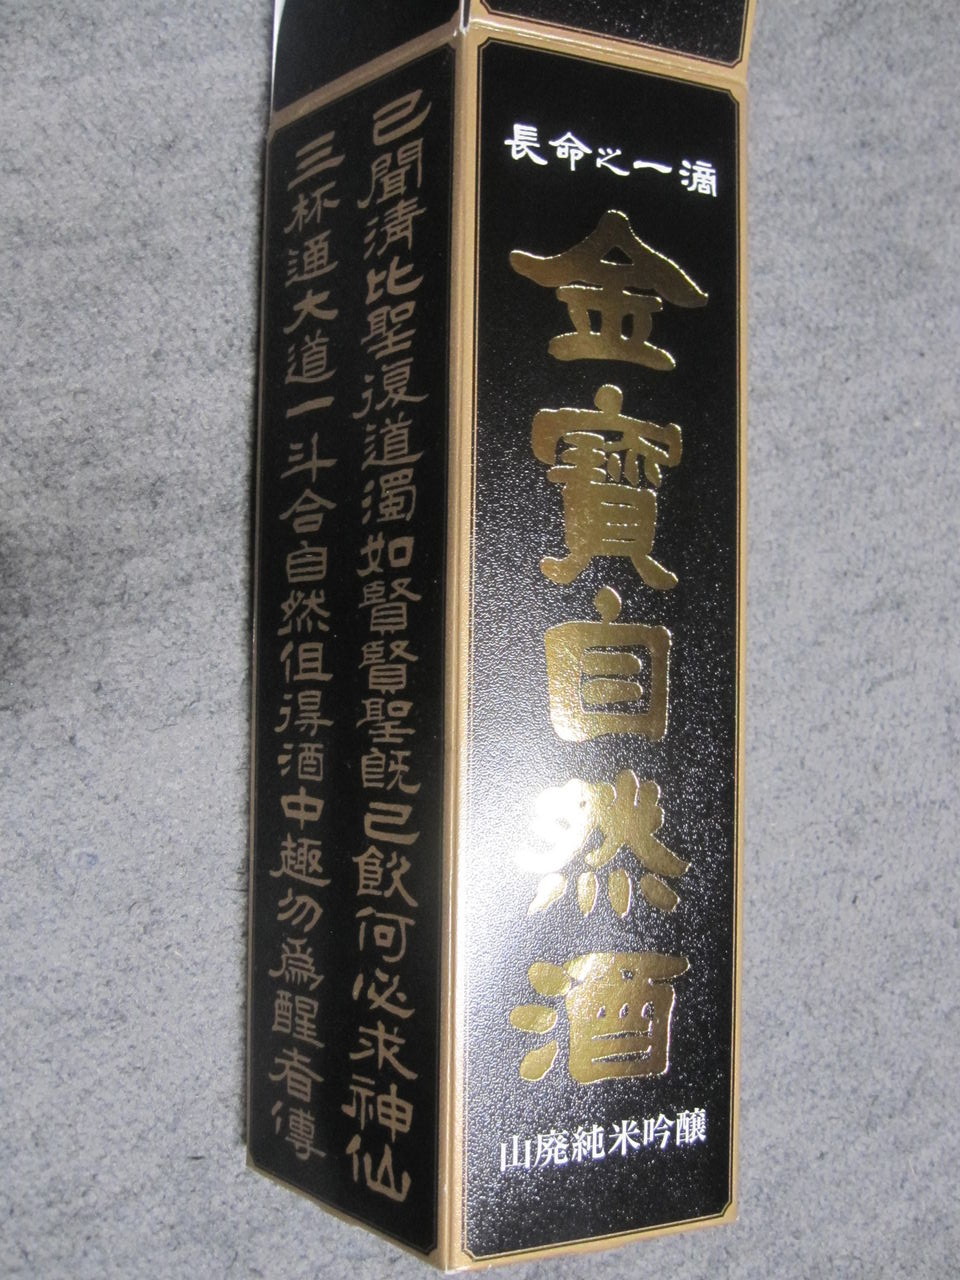 長命之一滴
金寶自然酒
山廃純米吟醸
已聞清比聖復道濁如賢賢聖既已飲何必求神仙
三杯通大道一斗合自然但得酒中趣勿爲醒者傳